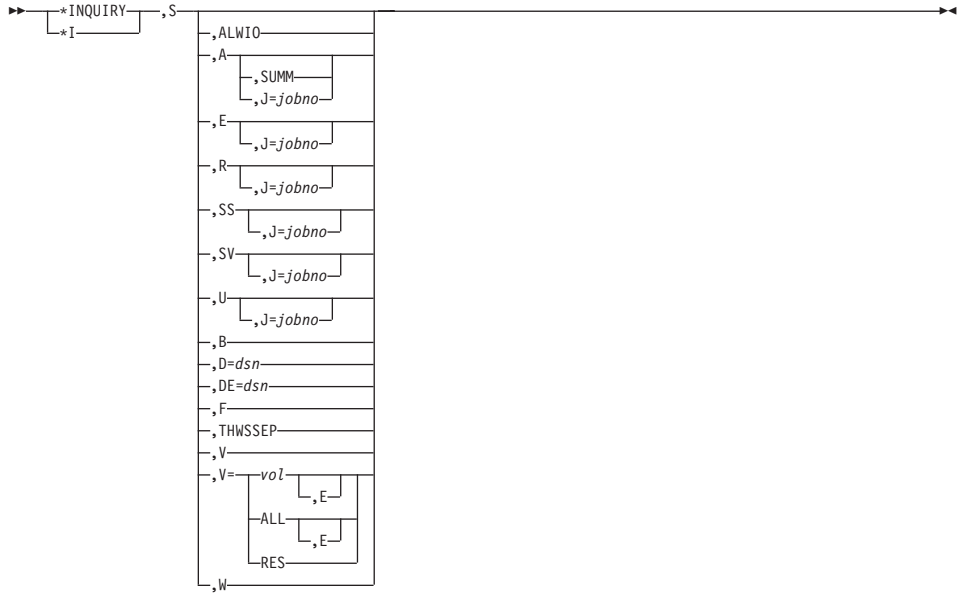 *INQUIRY ,S
*I
,ALWIO
,A
,SUMM
,J=jobno
,E
,J=jobno
,R
,J=jobno
,SS
,J=jobno
,SV
,J=jobno
,U
,J=jobno
,B
,D=dsn
,DE=dsn
,F
,THWSSEP
,V
,V= vol
,E
ALL
,E
RES
,W